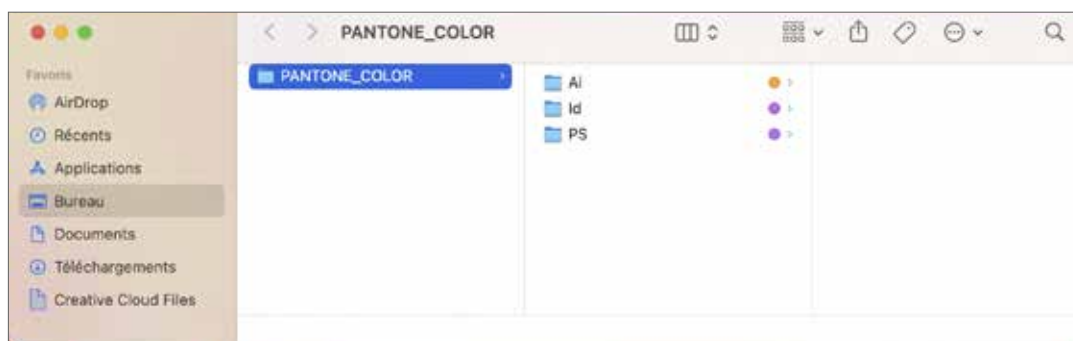 PANTONE_COLOR
Favoris
AirDrop
Récents
Applications
Bureau
Documents
Téléchargements
Creative Cloud Files
PANTONE_COLOR
Ai
Id
PS